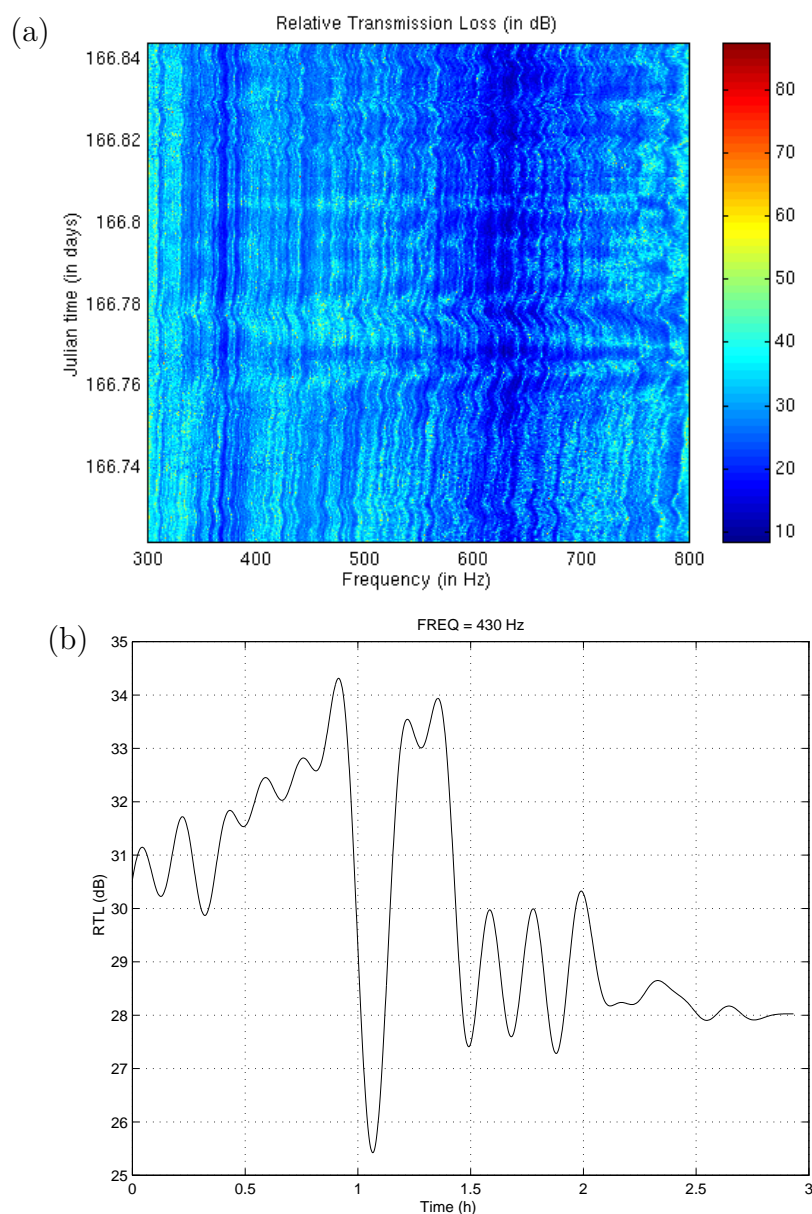 (a)
Relative Transmission Loss (in dB)
Julian time (in days)
166.84
166.82
166.8
166.78
166.76
166.74
300 400 500 600 700 800
Frequency (in Hz)
80
70
60
50
40
30
20
10
(b)
FREQ = 430 Hz
RTL (dB)
35
34
33
32
31
30
29
28
27
26
25
0 0.5 1 1.5 2 2.5 3
Time (h)